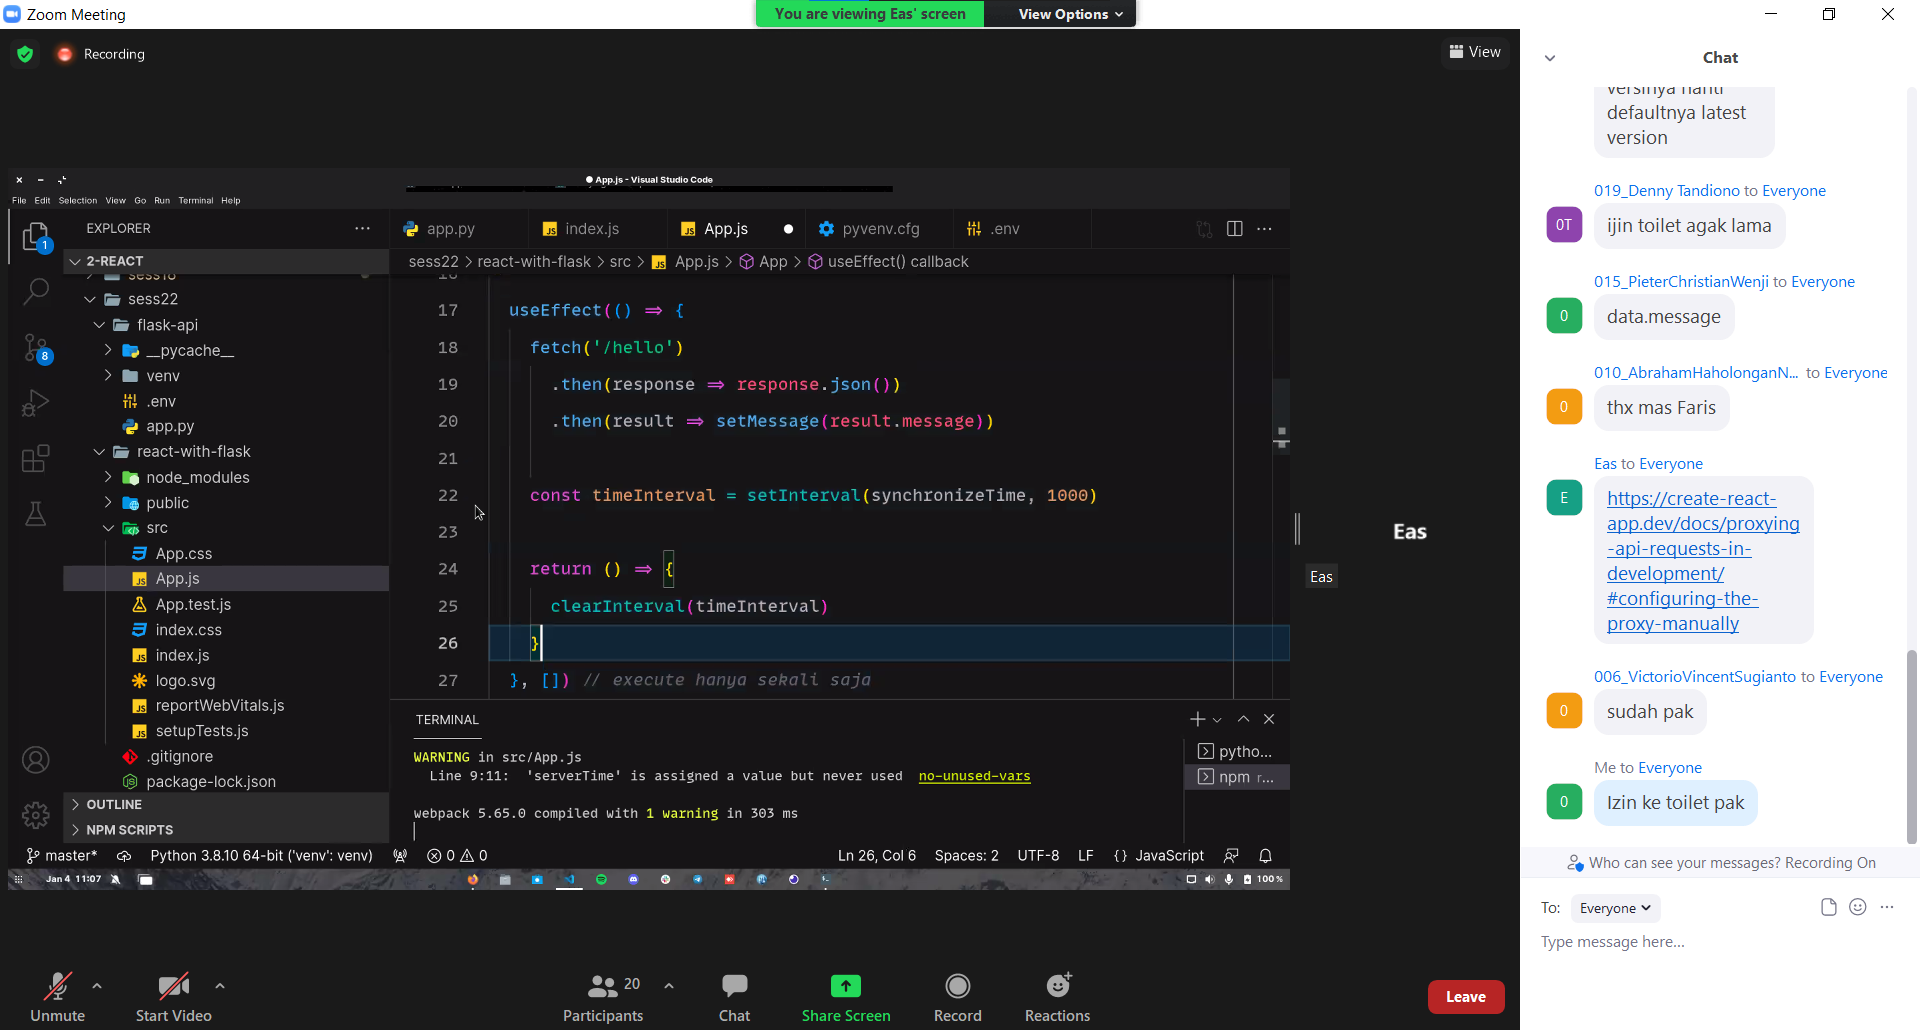 Zoom Meeting
You are viewing Eas' screen
View Options
Recording
View
App.js - Visual Studio Code
File Edit Selection View Go Run Terminal Help
EXPLORER
app.py
index.js
App.js
pyvenv.cfg
.env
2-REACT
sess22 > react-with-flask > src > App.js > App > useEffect() callback
sess18
sess22
flask-api
__pycache__
venv
.env
app.py
react-with-flask
node_modules
public
src
App.css
App.js
App.test.js
index.css
index.js
logo.svg
reportWebVitals.js
setupTests.js
.gitignore
package-lock.json
OUTLINE
NPM SCRIPTS
1
8
16
17 useEffect(() => {
18 fetch('/hello')
19 .then(response => response.json())
20 .then(result => setMessage(result.message))
21
22 const timeInterval = setInterval(synchronizeTime, 1000)
23
24 return () => {
25 clearInterval(timeInterval)
26 }
27 }, []) // execute hanya sekali saja
TERMINAL
WARNING in src/App.js
Line 9:11: 'serverTime' is assigned a value but never used no-unused-vars
webpack 5.65.0 compiled with 1 warning in 303 ms
pytho...
npm r...
master* Python 3.8.10 64-bit ('venv': venv) 0 0 Ln 26, Col 6 Spaces: 2 UTF-8 LF {} JavaScript
Jan 4 11:07
100%
Eas
Eas
Unmute
Start Video
20
Participants
Chat
Share Screen
Record
Reactions
Leave
Chat
versinya nanti
defaultnya latest
version
019_Denny Tandiono to Everyone
0T
ijin toilet agak lama
015_PieterChristianWenji to Everyone
0
data.message
010_AbrahamHaholonganN... to Everyone
0
thx mas Faris
Eas to Everyone
E
https://create-react-
app.dev/docs/proxying
-api-requests-in-
development/
#configuring-the-
proxy-manually
006_VictorioVincentSugianto to Everyone
0
sudah pak
Me to Everyone
0
Izin ke toilet pak
Who can see your messages? Recording On
To: Everyone
Type message here...